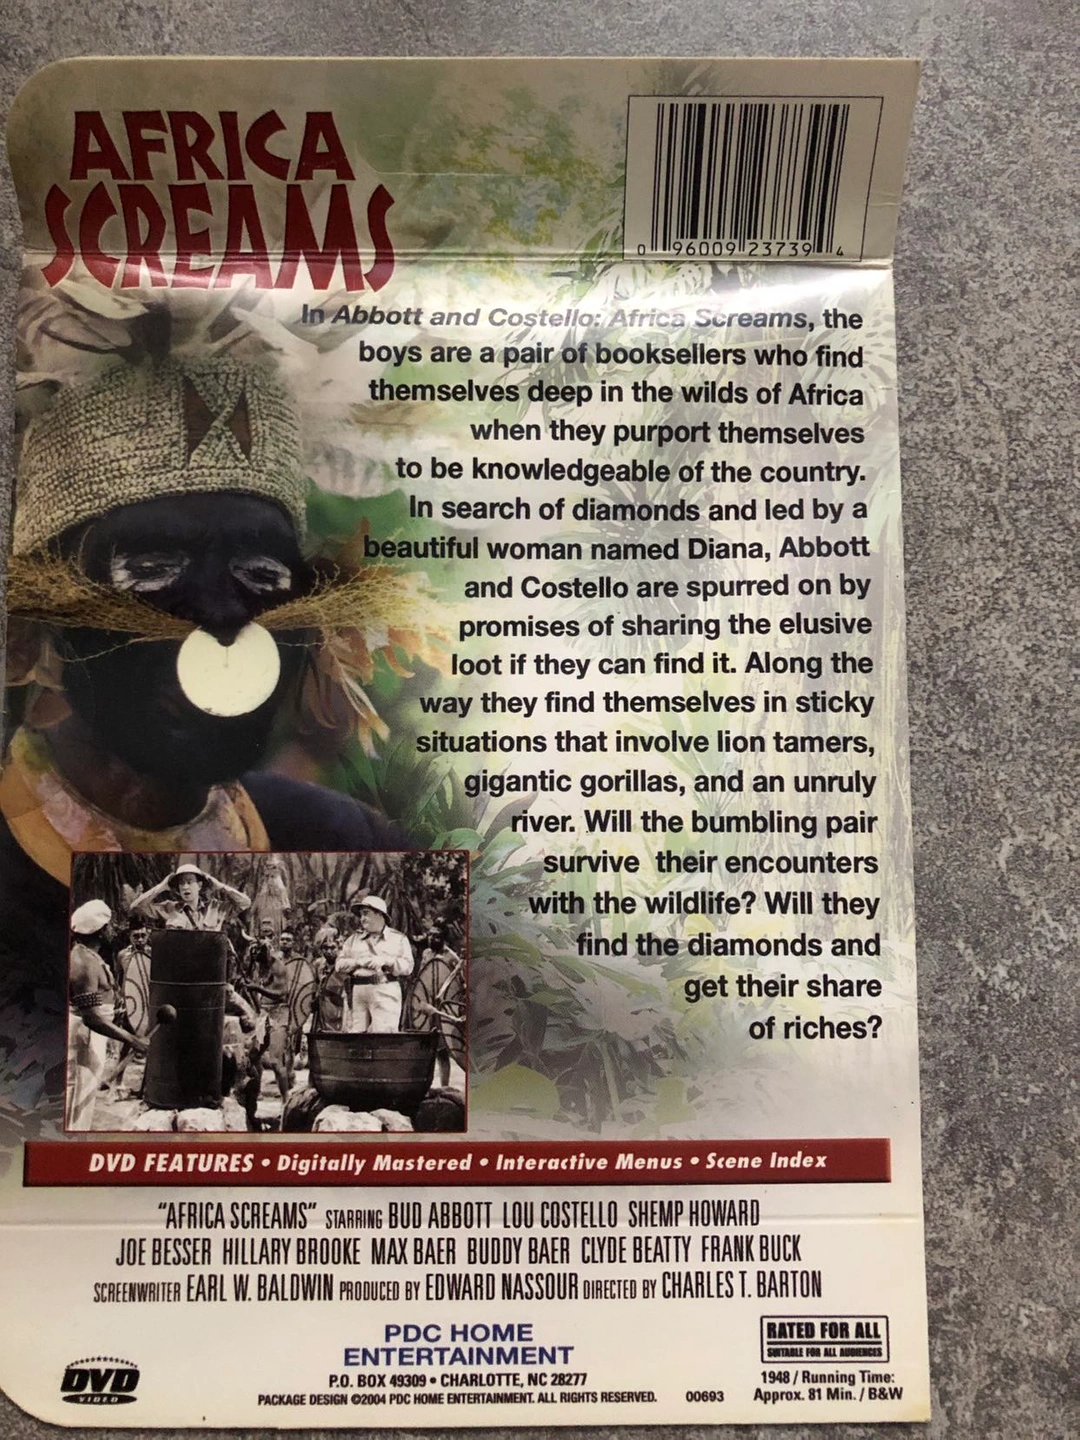 AFRICA
SCREAMS
0 96009 23739 4
In Abbott and Costello: Africa Screams, the
boys are a pair of booksellers who find
themselves deep in the wilds of Africa
when they purport themselves
to be knowledgeable of the country.
In search of diamonds and led by a
beautiful woman named Diana, Abbott
and Costello are spurred on by
promises of sharing the elusive
loot if they can find it. Along the
way they find themselves in sticky
situations that involve lion tamers,
gigantic gorillas, and an unruly
river. Will the bumbling pair
survive their encounters
with the wildlife? Will they
find the diamonds and
get their share
of riches?
DVD FEATURES • Digitally Mastered • Interactive Menus • Scene Index
"AFRICA SCREAMS" STARRING BUD ABBOTT LOU COSTELLO SHEMP HOWARD
JOE BESSER HILLARY BROOKE MAX BAER BUDDY BAER CLYDE BEATTY FRANK BUCK
SCREENWRITER EARL W. BALDWIN PRODUCED BY EDWARD NASSOUR DIRECTED BY CHARLES T. BARTON
DVD
VIDEO
PDC HOME
ENTERTAINMENT
P.O. BOX 49309 • CHARLOTTE, NC 28277
PACKAGE DESIGN ©2004 PDC HOME ENTERTAINMENT. ALL RIGHTS RESERVED. 00693
RATED FOR ALL
SUITABLE FOR ALL AUDIENCES
1948 / Running Time:
Approx. 81 Min. / B&W